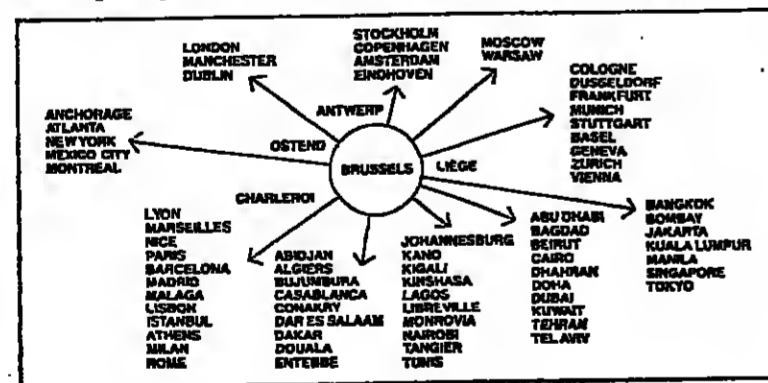 LONDON
MANCHESTER
DUBLIN
STOCKHOLM
COPENHAGEN
AMSTERDAM
EINDHOVEN
MOSCOW
WARSAW
COLOGNE
DUSSELDORF
FRANKFURT
MUNICH
STUTTGART
BASEL
GENEVA
ZURICH
VIENNA
ANCHORAGE
ATLANTA
NEW YORK
MEXICO CITY
MONTREAL
ANTWERP
OSTEND
BRUSSELS
LIÈGE
CHARLEROI
LYON
MARSEILLES
NICE
PARIS
BARCELONA
MADRID
MALAGA
LISBON
ISTANBUL
ATHENS
MILAN
ROME
ABIDJAN
ALGIERS
BUJUMBURA
CASABLANCA
CONAKRY
DAR ES SALAAM
DAKAR
DOUALA
ENTEBBE
JOHANNESBURG
KANO
KIGALI
KINSHASA
LAGOS
LIBREVILLE
MONROVIA
NAIROBI
TANGIER
TUNIS
ABU DHABI
BAGDAD
BEIRUT
CAIRO
DHAHRAN
DOHA
DUBAI
KUWAIT
TEHRAN
TEL AVIV
BANGKOK
BOMBAY
JAKARTA
KUALA LUMPUR
MANILA
SINGAPORE
TOKYO